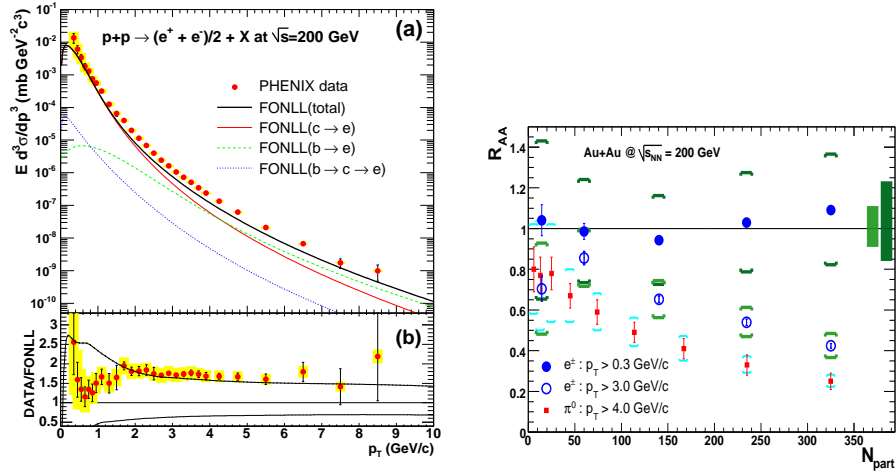 p+p → (e⁺ + e⁻)/2 + X at √s=200 GeV
(a)
E d³σ/dp³ (mb GeV⁻²c³)
10⁻²
10⁻³
10⁻⁴
10⁻⁵
10⁻⁶
10⁻⁷
10⁻⁸
10⁻⁹
10⁻¹⁰
PHENIX data
FONLL(total)
FONLL(c → e)
FONLL(b → e)
FONLL(b → c → e)
(b)
DATA/FONLL
3
2.5
2
1.5
1
0.5
0 1 2 3 4 5 6 7 8 9 10
p_T (GeV/c)
R_AA
Au+Au @ √s_NN = 200 GeV
1.4
1.2
1
0.8
0.6
0.4
0.2
0
e± : p_T > 0.3 GeV/c
e± : p_T > 3.0 GeV/c
π⁰ : p_T > 4.0 GeV/c
0 50 100 150 200 250 300 350
N_part